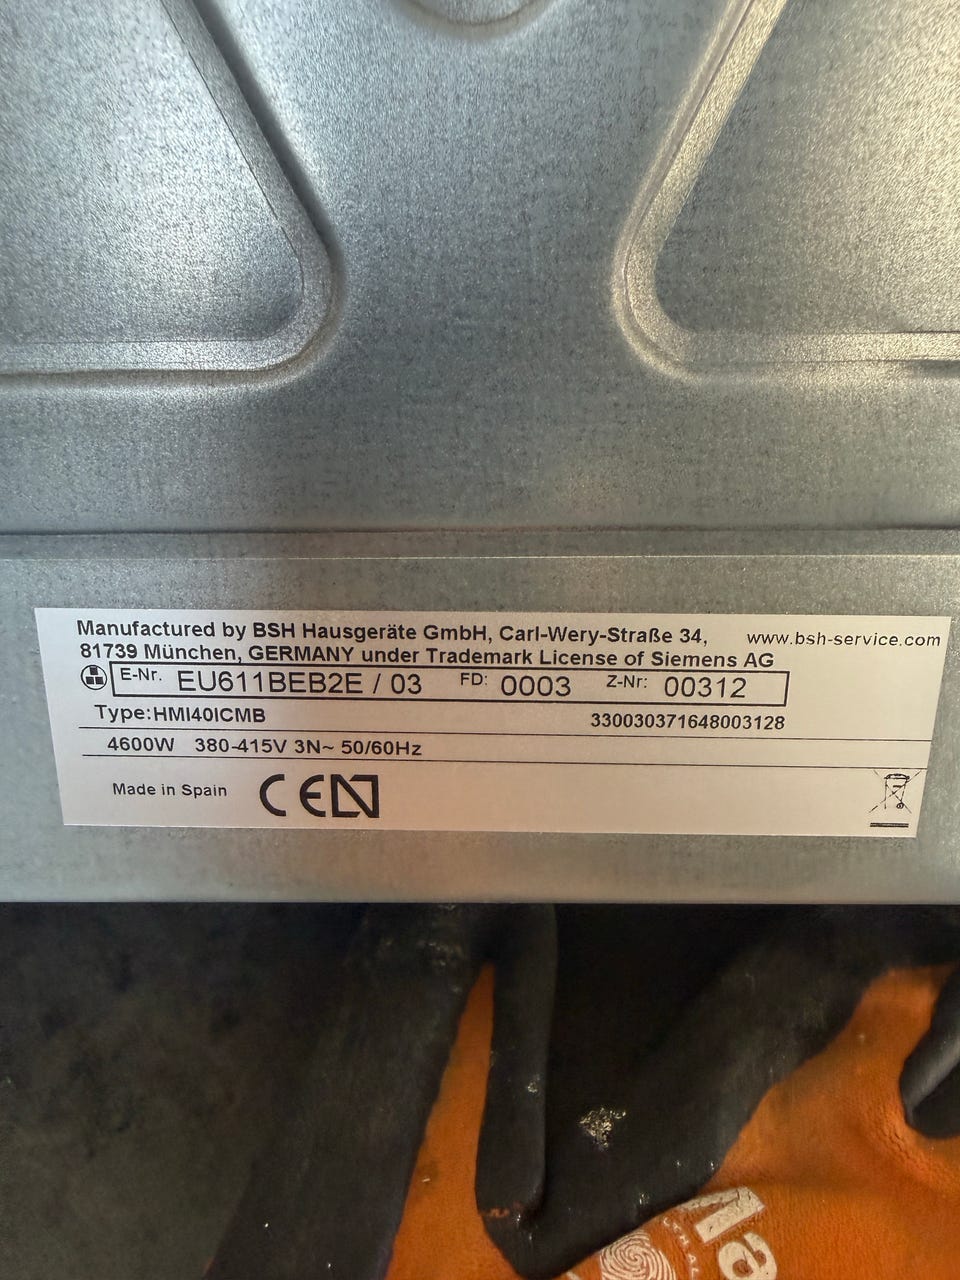 Manufactured by BSH Hausgeräte GmbH, Carl-Wery-Straße 34, www.bsh-service.com
81739 München, GERMANY under Trademark License of Siemens AG
E-Nr. EU611BEB2E / 03 FD: 0003 Z-Nr: 00312
Type:HMI40ICMB 330030371648003128
4600W 380-415V 3N~ 50/60Hz
Made in Spain CE
Ma